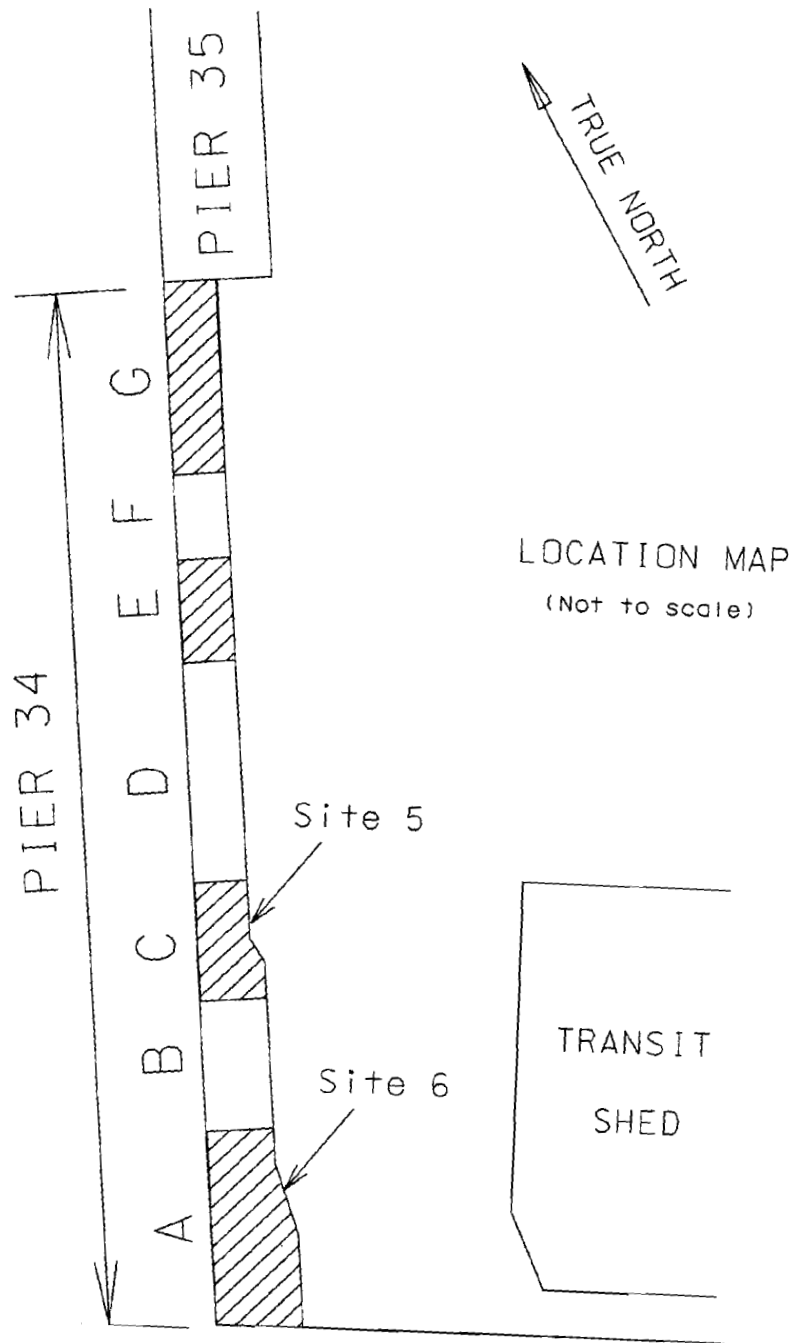 PIER 35
TRUE NORTH
G
F
E
D
C
B
A
PIER 34
LOCATION MAP
(Not to scale)
Site 5
Site 6
TRANSIT
SHED